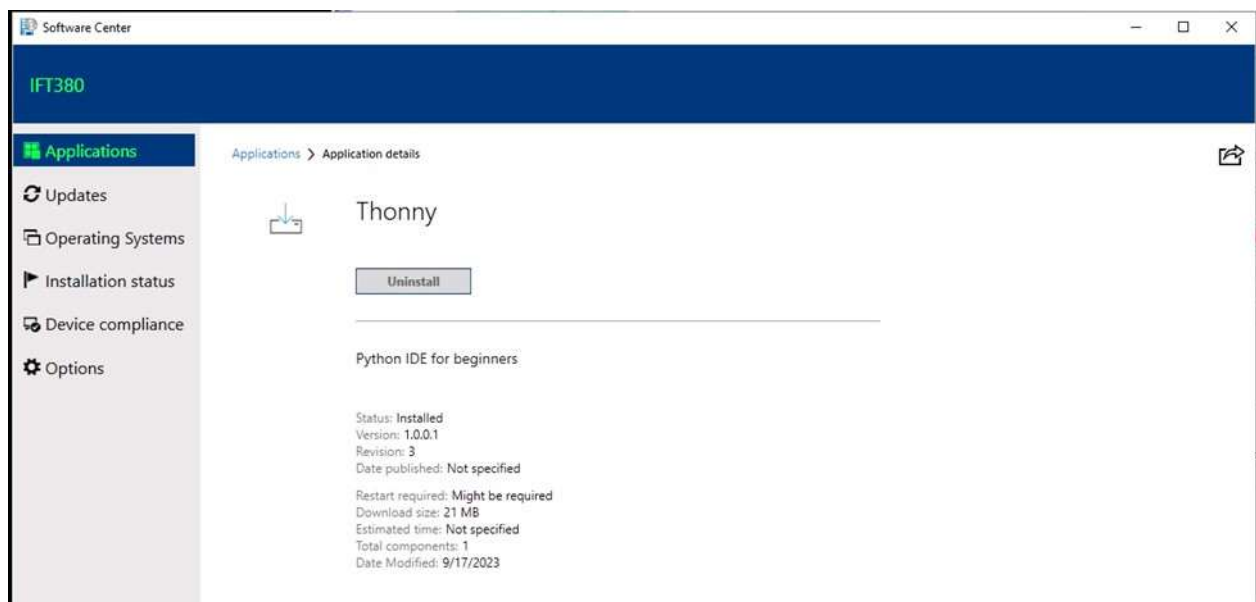 Software Center
IFT380
Applications
Updates
Operating Systems
Installation status
Device compliance
Options
Applications > Application details
Thonny
Uninstall
Python IDE for beginners
Status: Installed
Version: 1.0.0.1
Revision: 3
Date published: Not specified
Restart required: Might be required
Download size: 21 MB
Estimated time: Not specified
Total components: 1
Date Modified: 9/17/2023